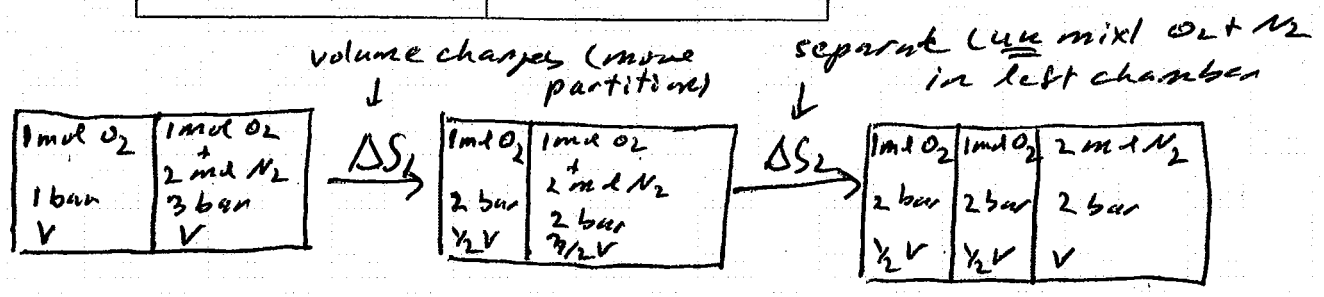 volume changes (move
partition)
separate (un mix) O₂ + N₂
in left chamber
1 mol O₂
1 bar
V
1 mol O₂
+
2 mol N₂
3 bar
V
ΔS₁
1 mol O₂
2 bar
½ V
1 mol O₂
+
2 mol N₂
2 bar
3/2 V
ΔS₂
1 mol O₂
2 bar
½ V
1 mol O₂
2 bar
½ V
2 mol N₂
2 bar
V